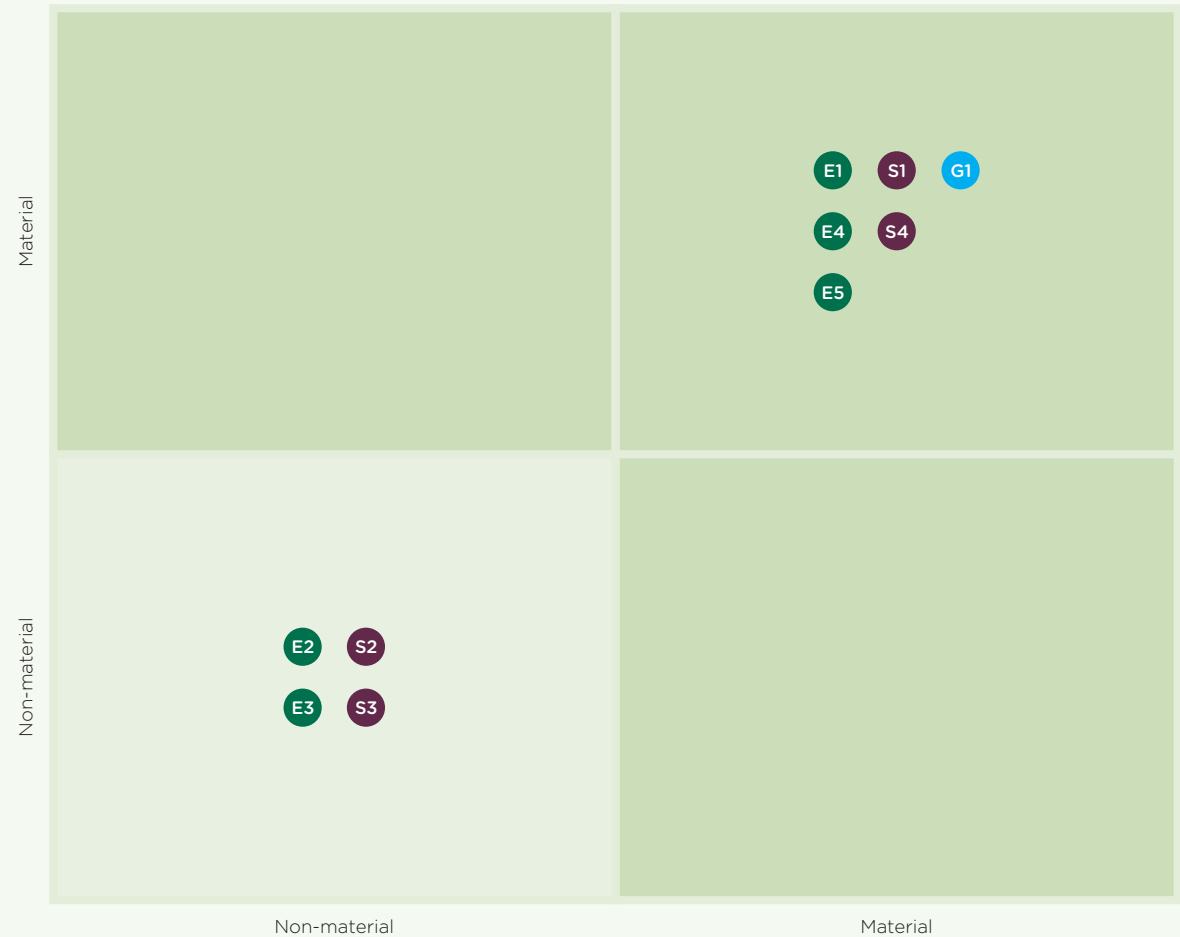 Material
E1 S1 G1
E4 S4
E5
Non-material
E2 S2
E3 S3
Non-material
Material